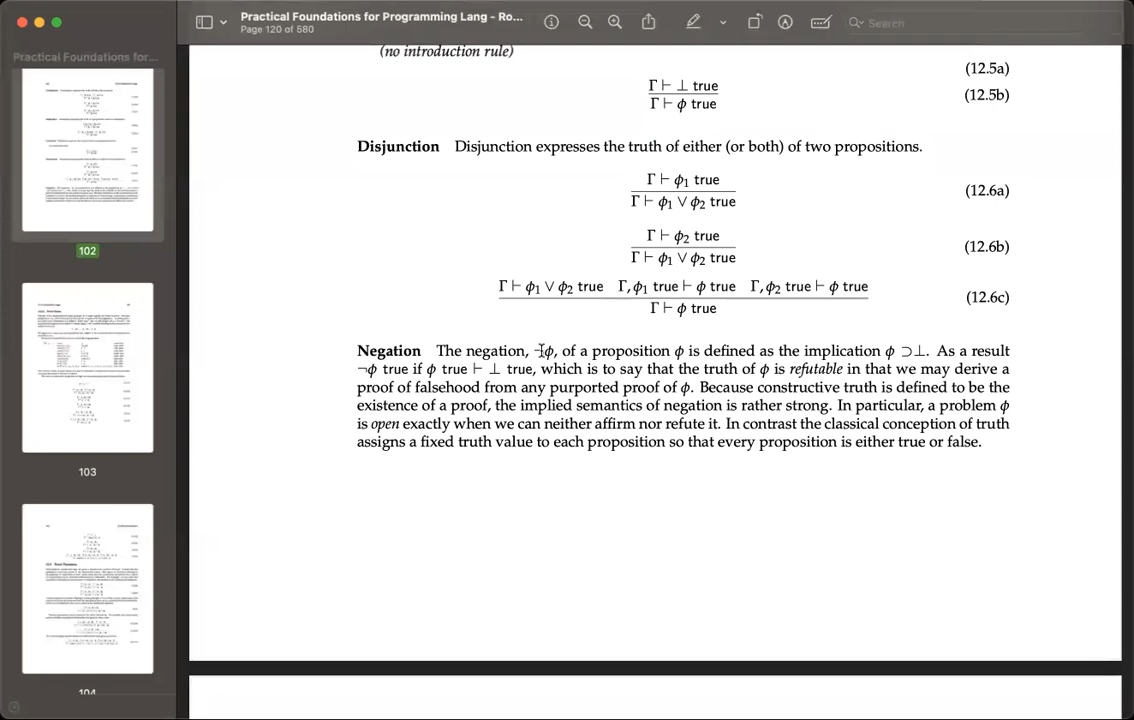 Practical Foundations for Programming Lang - Ro...
Page 120 of 580
Search
Practical Foundations for...
102
103
104
(no introduction rule)
(12.5a)
Γ ⊢ ⊥ true
Γ ⊢ ϕ true
(12.5b)
Disjunction Disjunction expresses the truth of either (or both) of two propositions.
Γ ⊢ ϕ₁ true
Γ ⊢ ϕ₁ ∨ ϕ₂ true
(12.6a)
Γ ⊢ ϕ₂ true
Γ ⊢ ϕ₁ ∨ ϕ₂ true
(12.6b)
Γ ⊢ ϕ₁ ∨ ϕ₂ true Γ, ϕ₁ true ⊢ ϕ true Γ, ϕ₂ true ⊢ ϕ true
Γ ⊢ ϕ true
(12.6c)
Negation The negation, ¬ϕ, of a proposition ϕ is defined as the implication ϕ ⊃⊥. As a result
¬ϕ true if ϕ true ⊢ ⊥ true, which is to say that the truth of ϕ is refutable in that we may derive a
proof of falsehood from any purported proof of ϕ. Because constructive truth is defined to be the
existence of a proof, the implied semantics of negation is rather strong. In particular, a problem ϕ
is open exactly when we can neither affirm nor refute it. In contrast the classical conception of truth
assigns a fixed truth value to each proposition so that every proposition is either true or false.